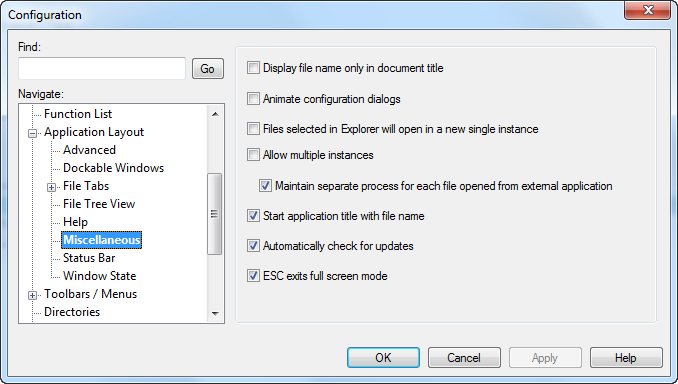 Configuration
Find:
Go
Navigate:
Function List
Application Layout
Advanced
Dockable Windows
File Tabs
File Tree View
Help
Miscellaneous
Status Bar
Window State
Toolbars / Menus
Directories
Display file name only in document title
Animate configuration dialogs
Files selected in Explorer will open in a new single instance
Allow multiple instances
Maintain separate process for each file opened from external application
Start application title with file name
Automatically check for updates
ESC exits full screen mode
OK
Cancel
Apply
Help